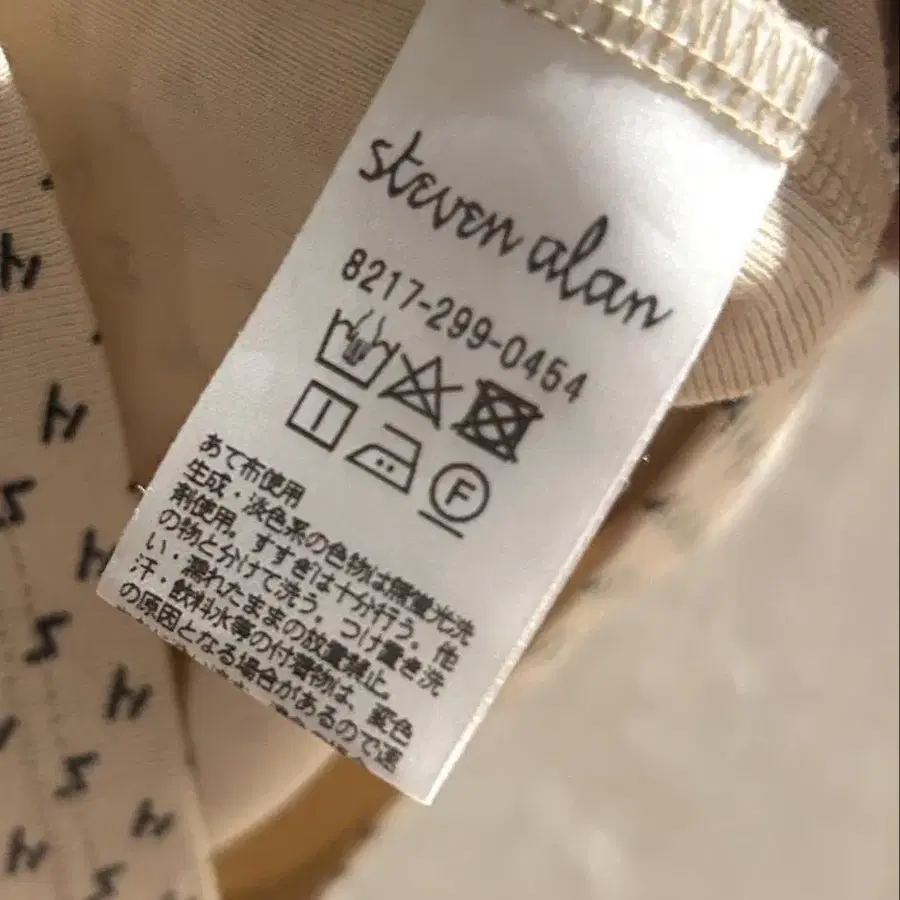 steven alan
8217-299-0454
F
あて布使用
生成・淡色系の色物は無蛍光洗
剤使用。すすぎは十分行う。他
の物と分けて洗う。つけ置き洗
い・濡れたままの放置禁止。
汗・飲料水等の付着物は、変色
の原因となる場合があるので速